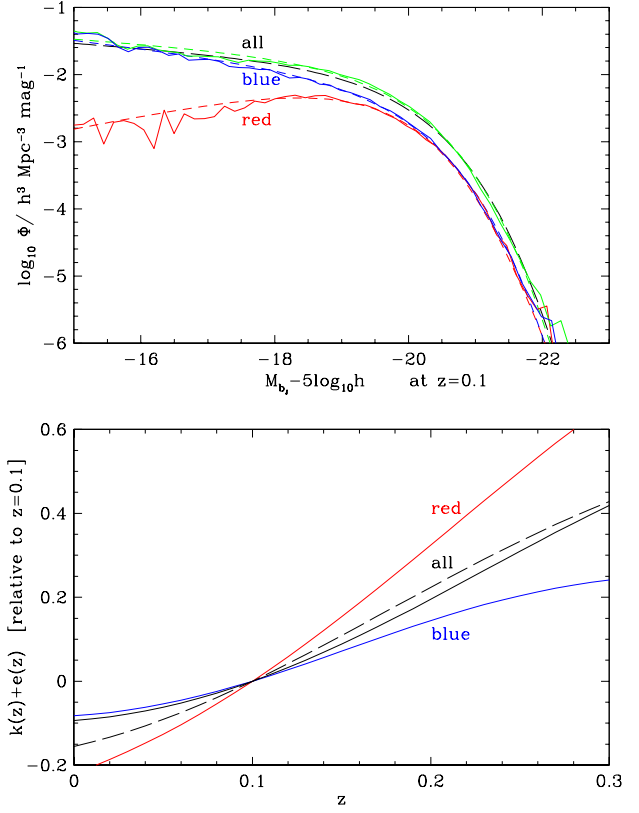 −1
−2
−3
−4
−5
−6
log₁₀ Φ/ h³ Mpc⁻³ mag⁻¹
all
blue
red
−16 −18 −20 −22
M_bJ−5log₁₀h at z=0.1
0.6
0.4
0.2
0
−0.2
k(z)+e(z) [relative to z=0.1]
red
all
blue
0 0.1 0.2 0.3
z